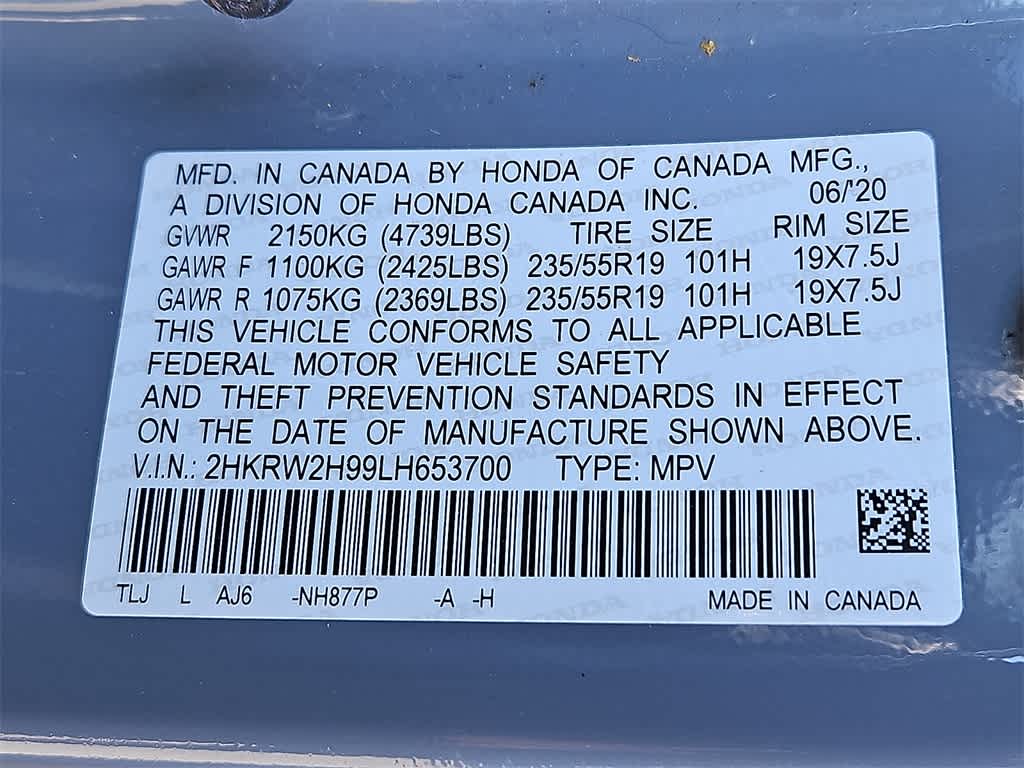 MFD. IN CANADA BY HONDA OF CANADA MFG.,
A DIVISION OF HONDA CANADA INC. 06/'20
GVWR 2150KG (4739LBS) TIRE SIZE RIM SIZE
GAWR F 1100KG (2425LBS) 235/55R19 101H 19X7.5J
GAWR R 1075KG (2369LBS) 235/55R19 101H 19X7.5J
THIS VEHICLE CONFORMS TO ALL APPLICABLE
FEDERAL MOTOR VEHICLE SAFETY
AND THEFT PREVENTION STANDARDS IN EFFECT
ON THE DATE OF MANUFACTURE SHOWN ABOVE.
V.I.N.: 2HKRW2H99LH653700 TYPE: MPV
TLJ L AJ6 -NH877P -A -H MADE IN CANADA